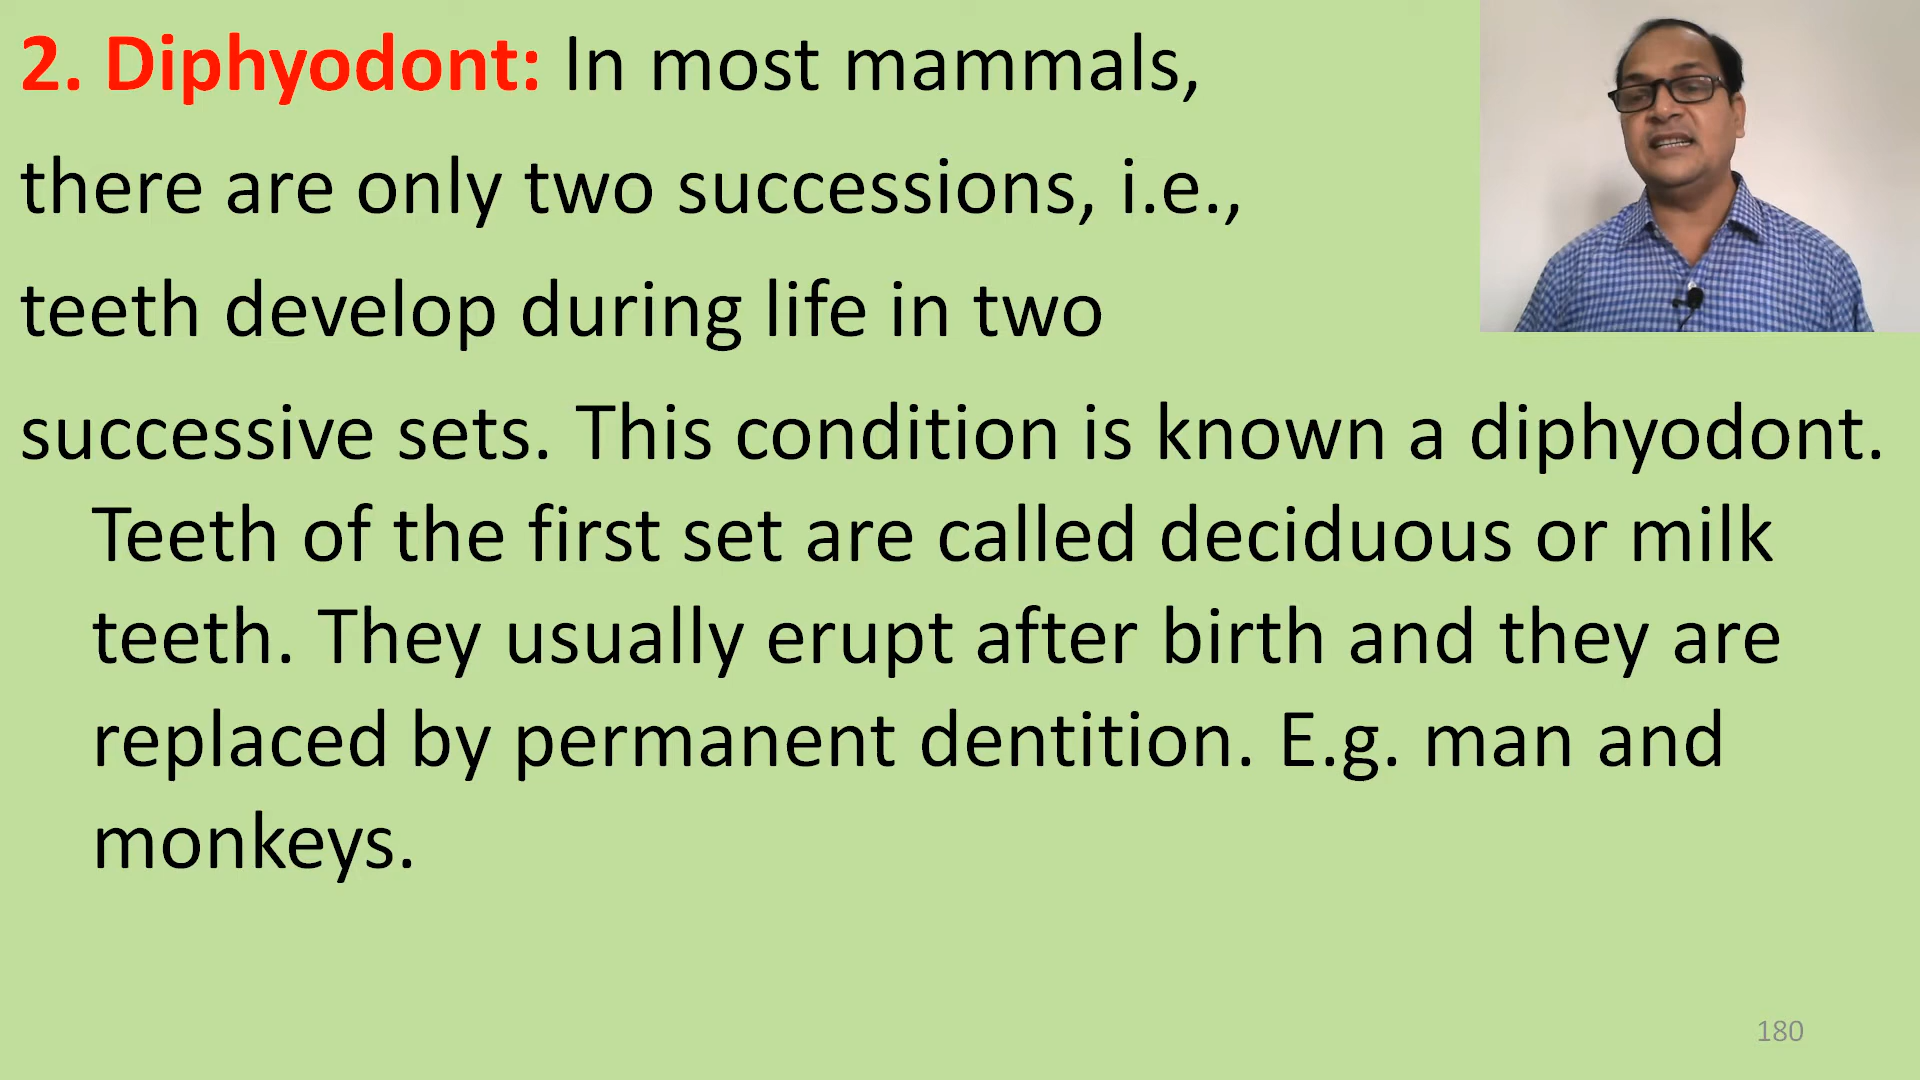 2. Diphyodont: In most mammals,
there are only two successions, i.e.,
teeth develop during life in two
successive sets. This condition is known a diphyodont.
Teeth of the first set are called deciduous or milk
teeth. They usually erupt after birth and they are
replaced by permanent dentition. E.g. man and
monkeys.
180